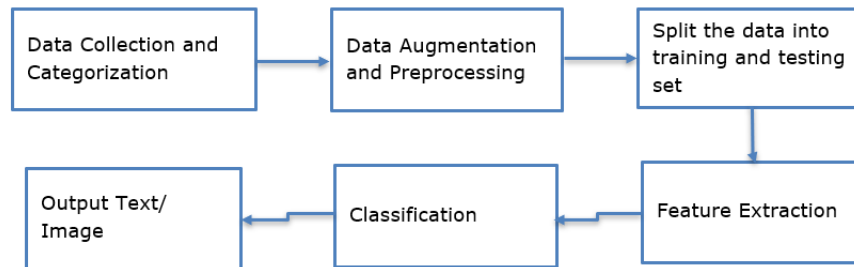 Data Collection and
Categorization
Data Augmentation
and Preprocessing
Split the data into
training and testing
set
Feature Extraction
Classification
Output Text/
Image